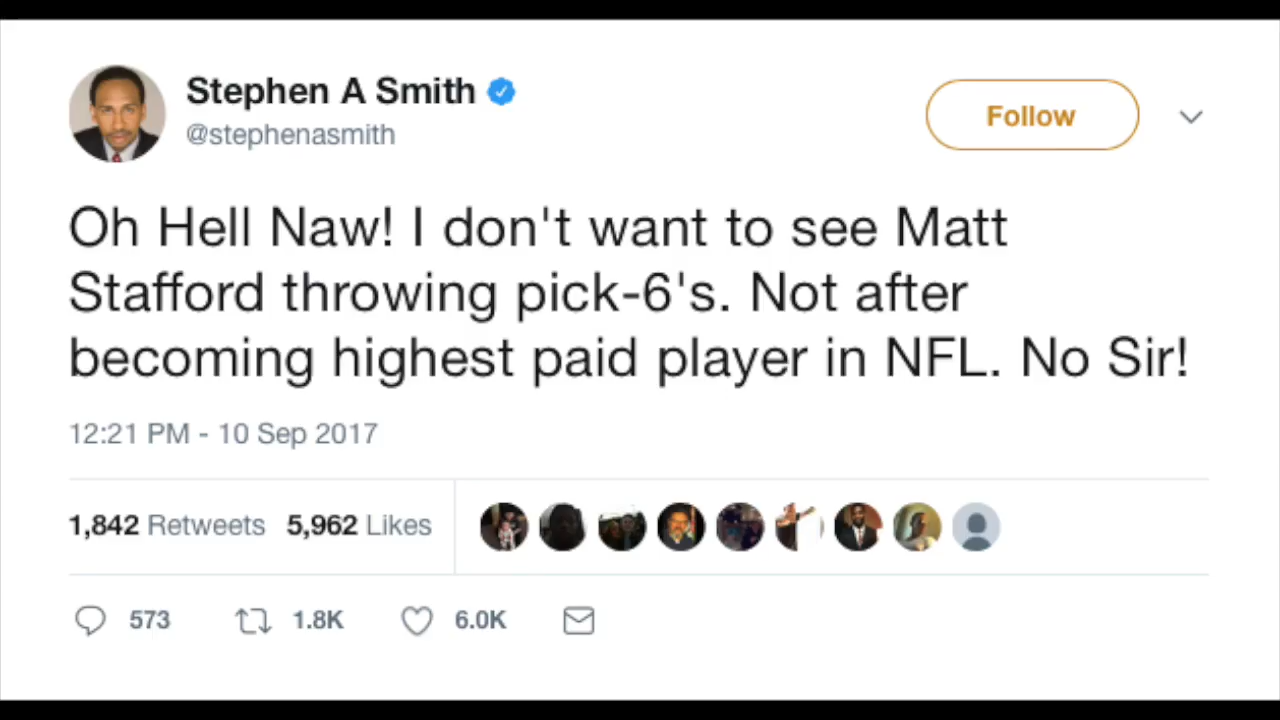 Stephen A Smith
@stephenasmith
Follow
Oh Hell Naw! I don't want to see Matt
Stafford throwing pick-6's. Not after
becoming highest paid player in NFL. No Sir!
12:21 PM - 10 Sep 2017
1,842 Retweets 5,962 Likes
573 1.8K 6.0K